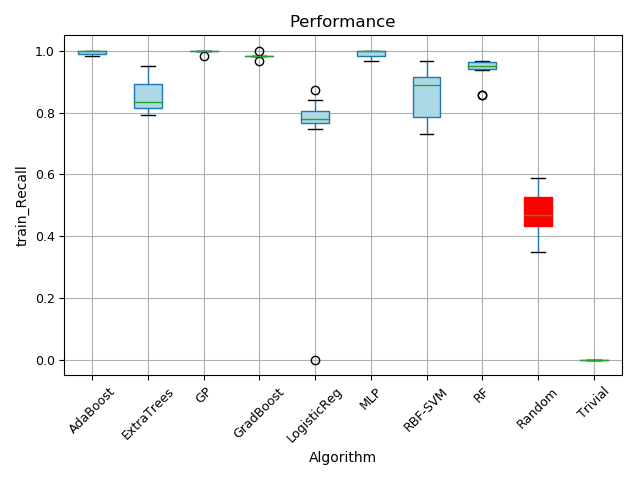 Performance
train_Recall
1.0
0.8
0.6
0.4
0.2
0.0
AdaBoost
ExtraTrees
GP
GradBoost
LogisticReg
MLP
RBF-SVM
RF
Random
Trivial
Algorithm